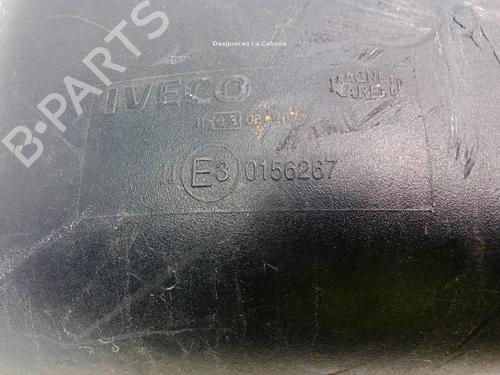 Desguaces La Cabaña
IVECO
MAGNETI
MARELLI
E3 0156267
B-PARTS